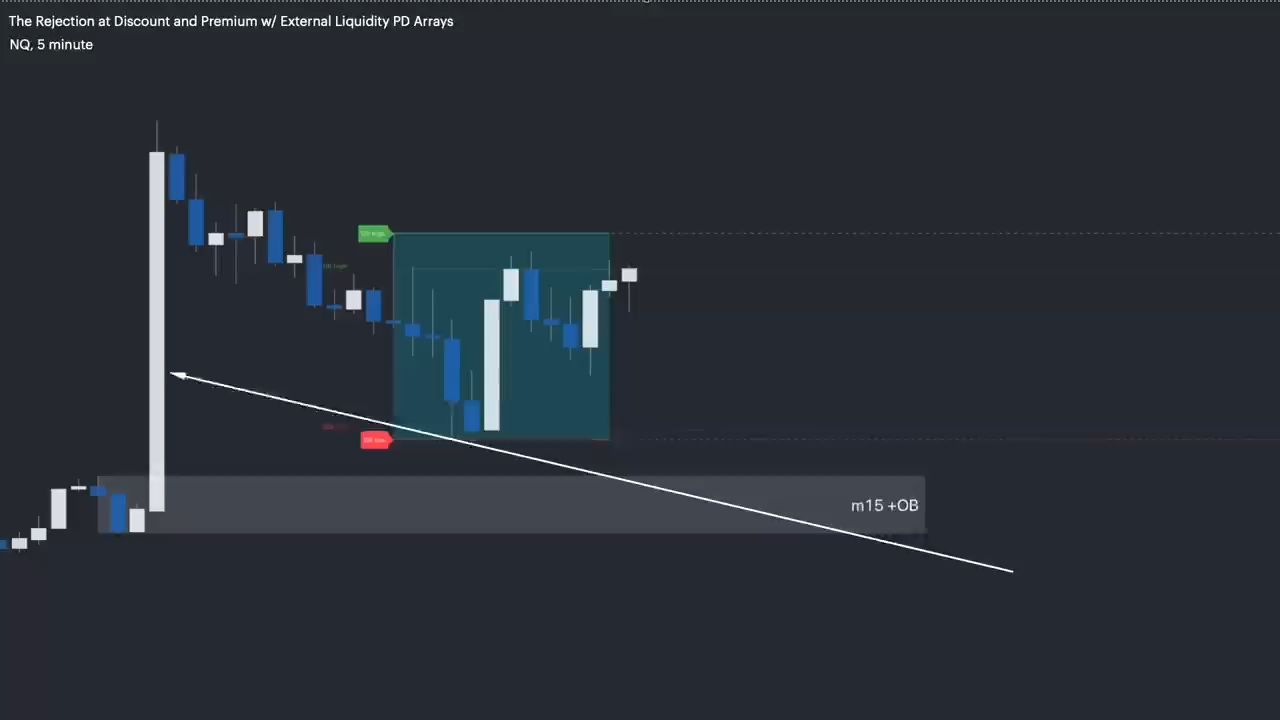 The Rejection at Discount and Premium w/ External Liquidity PD Arrays
NQ, 5 minute
m15 +OB